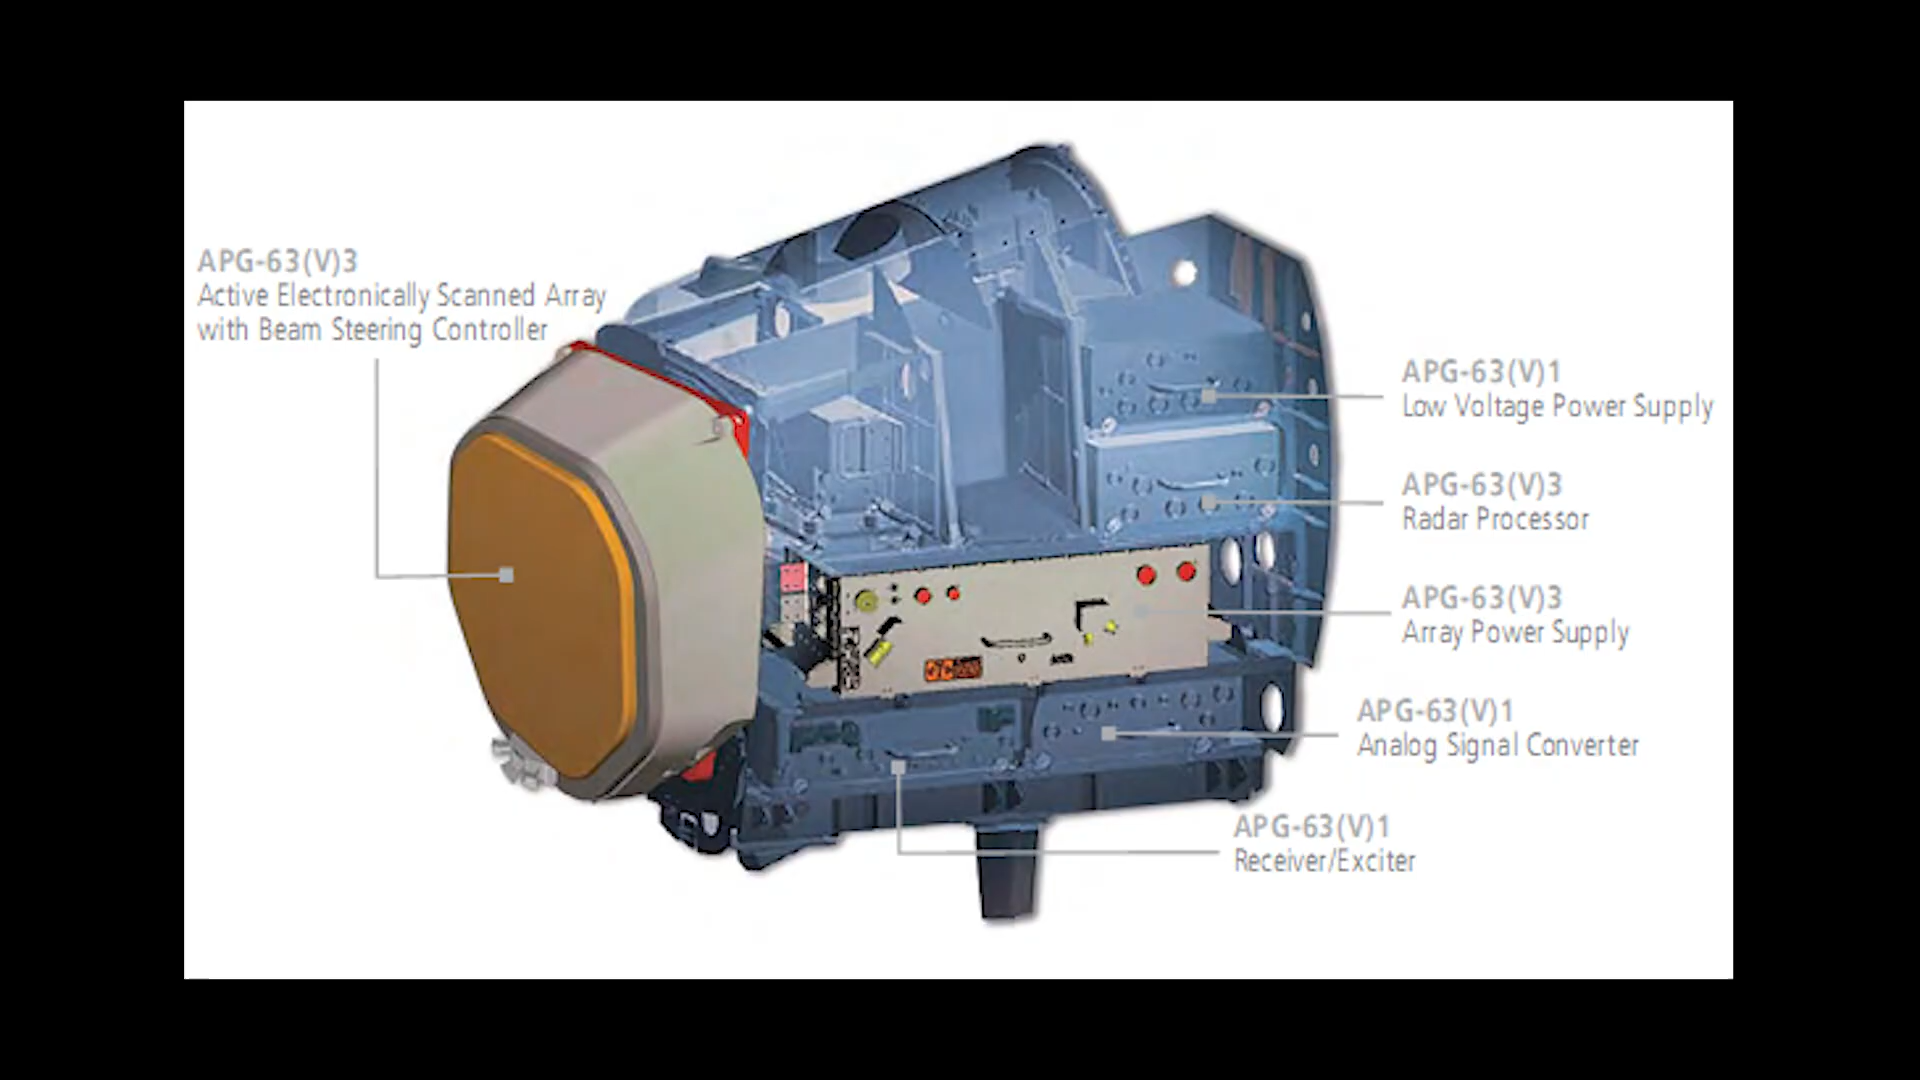 APG-63(V)3
Active Electronically Scanned Array
with Beam Steering Controller
APG-63(V)1
Low Voltage Power Supply
APG-63(V)3
Radar Processor
APG-63(V)3
Array Power Supply
APG-63(V)1
Analog Signal Converter
APG-63(V)1
Receiver/Exciter